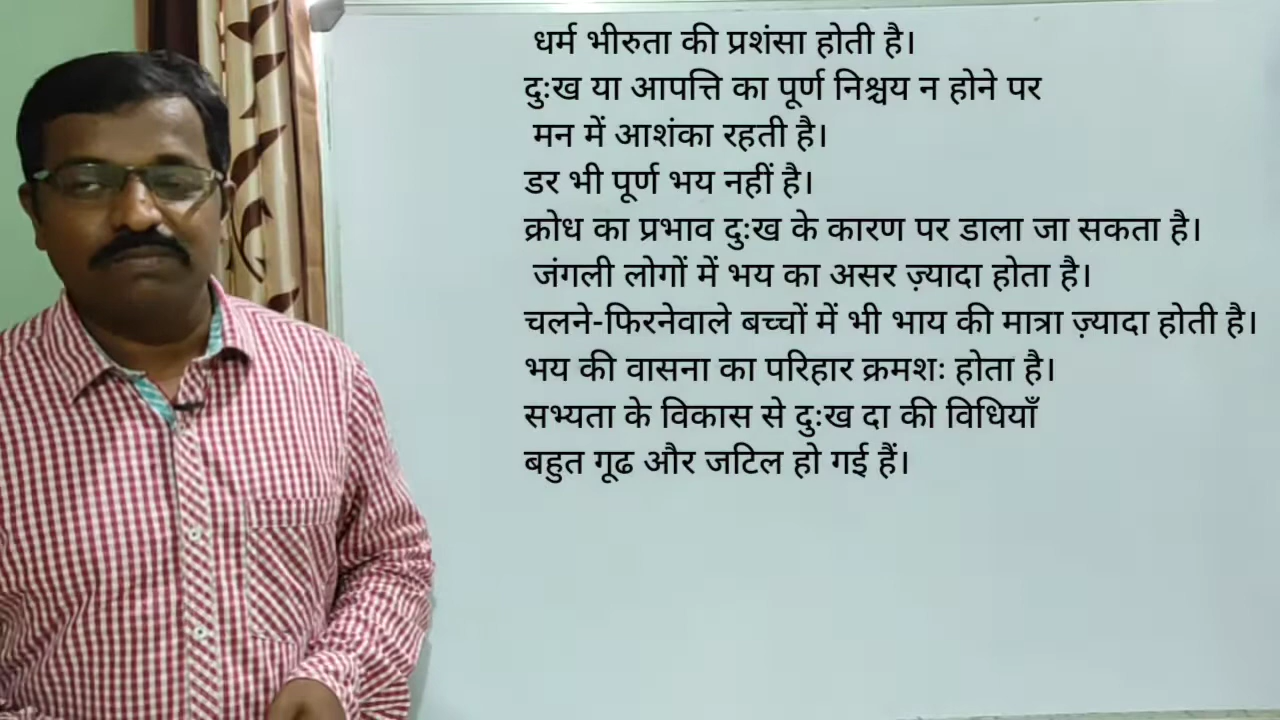 धर्म भीरुता की प्रशंसा होती है।
दुःख या आपत्ति का पूर्ण निश्चय न होने पर
मन में आशंका रहती है।
डर भी पूर्ण भय नहीं है।
क्रोध का प्रभाव दुःख के कारण पर डाला जा सकता है।
जंगली लोगों में भय का असर ज़्यादा होता है।
चलने-फिरनेवाले बच्चों में भी भाय की मात्रा ज़्यादा होती है।
भय की वासना का परिहार क्रमशः होता है।
सभ्यता के विकास से दुःख दा की विधियाँ
बहुत गूढ और जटिल हो गई हैं।